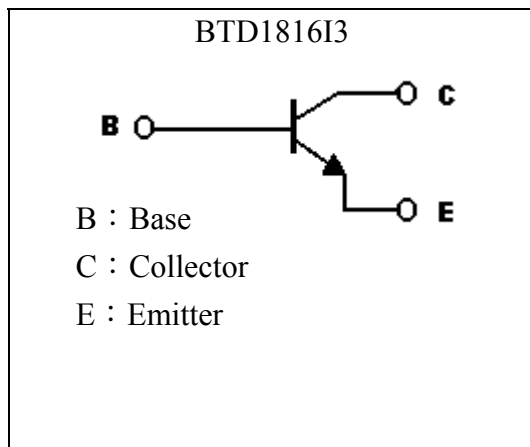 BTD1816I3
C
B
E
B：Base
C：Collector
E：Emitter